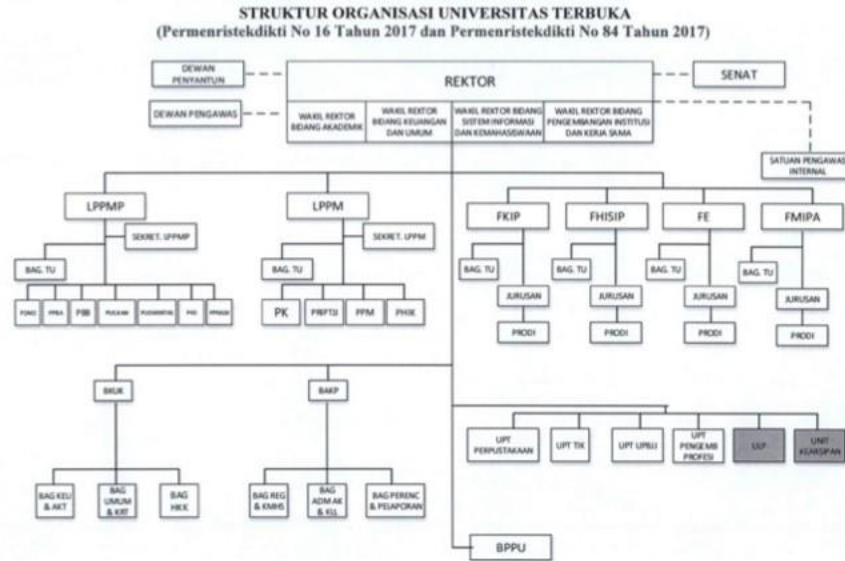 STRUKTUR ORGANISASI UNIVERSITAS TERBUKA
(Permenristekdikti No 16 Tahun 2017 dan Permenristekdikti No 84 Tahun 2017)
DEWAN
PENYANTUN
REKTOR
SENAT
DEWAN PENGAWAS
WAKIL REKTOR
BIDANG AKADEMIK
WAKIL REKTOR
BIDANG KEUANGAN
DAN UMUM
WAKIL REKTOR BIDANG
SISTEM INFORMASI
DAN KEMAHASISWAAN
WAKIL REKTOR BIDANG
PENGEMBANGAN INSTITUSI
DAN KERJA SAMA
SATUAN PENGAWAS
INTERNAL
LPPMP
LPPM
FKIP
FHISIP
FE
FMIPA
SEKRET. LPPMP
SEKRET. LPPM
BAG. TU
BAG. TU
BAG. TU
BAG. TU
BAG. TU
BAG. TU
JURUSAN
JURUSAN
JURUSAN
JURUSAN
PBB
PK
PPM
PRODI
PRODI
PRODI
PRODI
BKUK
BAKP
UPT
PERPUSTAKAAN
UPT TIK
UPT UPBJJ
UPT
PENGEMB
PROFESI
ULP
UNIT
KEARSIPAN
BAG KEU
& AKT
BAG
UMUM
& KRT
BAG
HKK
BAG REG
& KMHS
BAG
ADM AK
& KLL
BAG PERENC
& PELAPORAN
BPPU